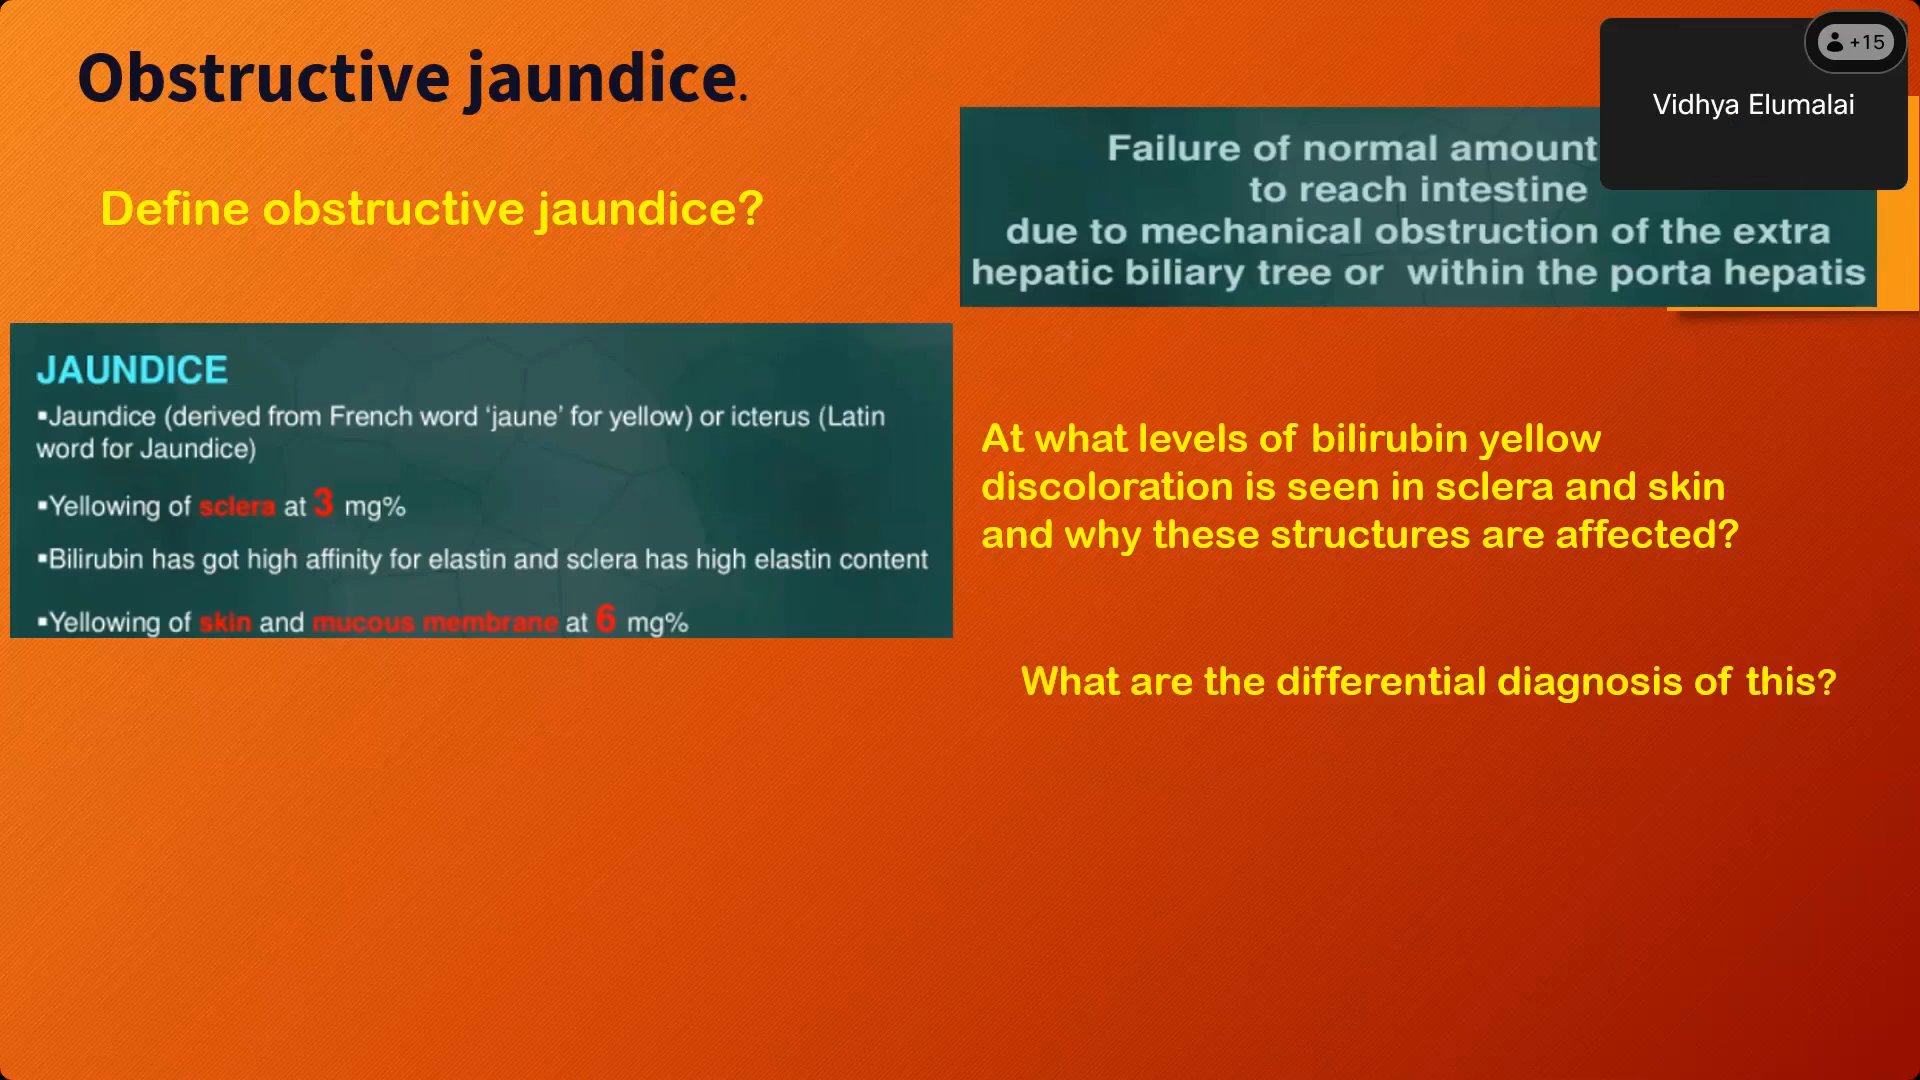 Obstructive jaundice.
+15
Vidhya Elumalai
Define obstructive jaundice?
Failure of normal amount
to reach intestine
due to mechanical obstruction of the extra
hepatic biliary tree or within the porta hepatis
JAUNDICE
▪Jaundice (derived from French word ‘jaune’ for yellow) or icterus (Latin
word for Jaundice)
▪Yellowing of sclera at 3 mg%
▪Bilirubin has got high affinity for elastin and sclera has high elastin content
▪Yellowing of skin and mucous membrane at 6 mg%
At what levels of bilirubin yellow
discoloration is seen in sclera and skin
and why these structures are affected?
What are the differential diagnosis of this?